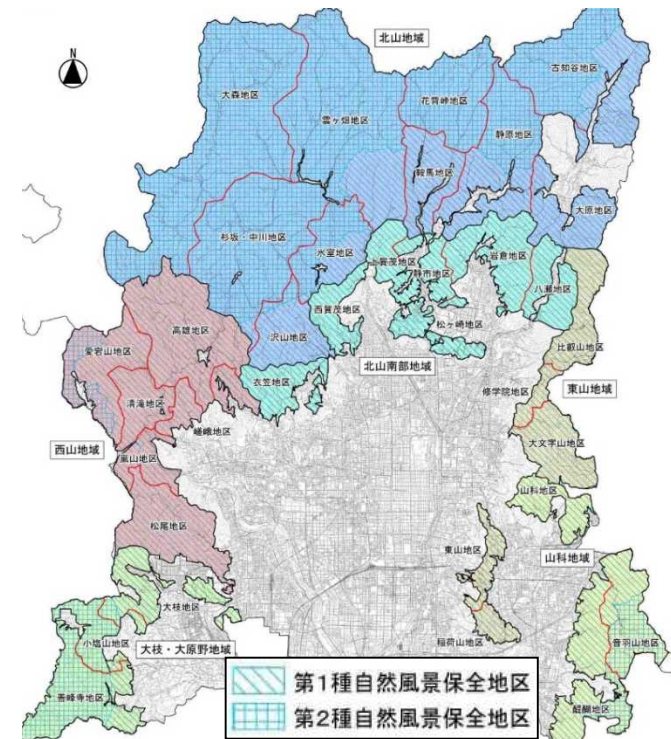 N
北山地域
古知谷地区
大森地区
花背峠地区
雲ヶ畑地区
静原地区
鞍馬地区
大原地区
杉坂・中川地区
氷室地区
上賀茂地区
岩倉地区
静市地区
八瀬地区
西賀茂地区
高雄地区
沢山地区
松ヶ崎地区
比叡山地区
愛宕山地区
北山南部地域
衣笠地区
修学院地区
東山地域
清滝地区
嵯峨地区
大文字山地区
西山地域
嵐山地区
山科地区
松尾地区
東山地区
山科地域
大枝地区
小塩山地区
稲荷山地区
音羽山地区
大枝・大原野地域
善峰寺地区
醍醐地区
第1種自然風景保全地区
第2種自然風景保全地区